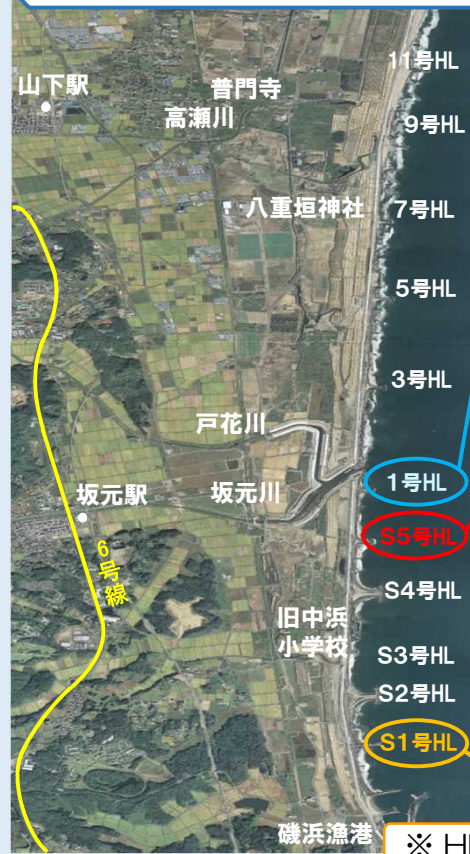 11号HL
山下駅
普門寺
高瀬川
9号HL
八重垣神社
7号HL
5号HL
3号HL
戸花川
1号HL
坂元駅
坂元川
S5号HL
6号線
S4号HL
旧中浜
小学校
S3号HL
S2号HL
S1号HL
磯浜漁港
※ H